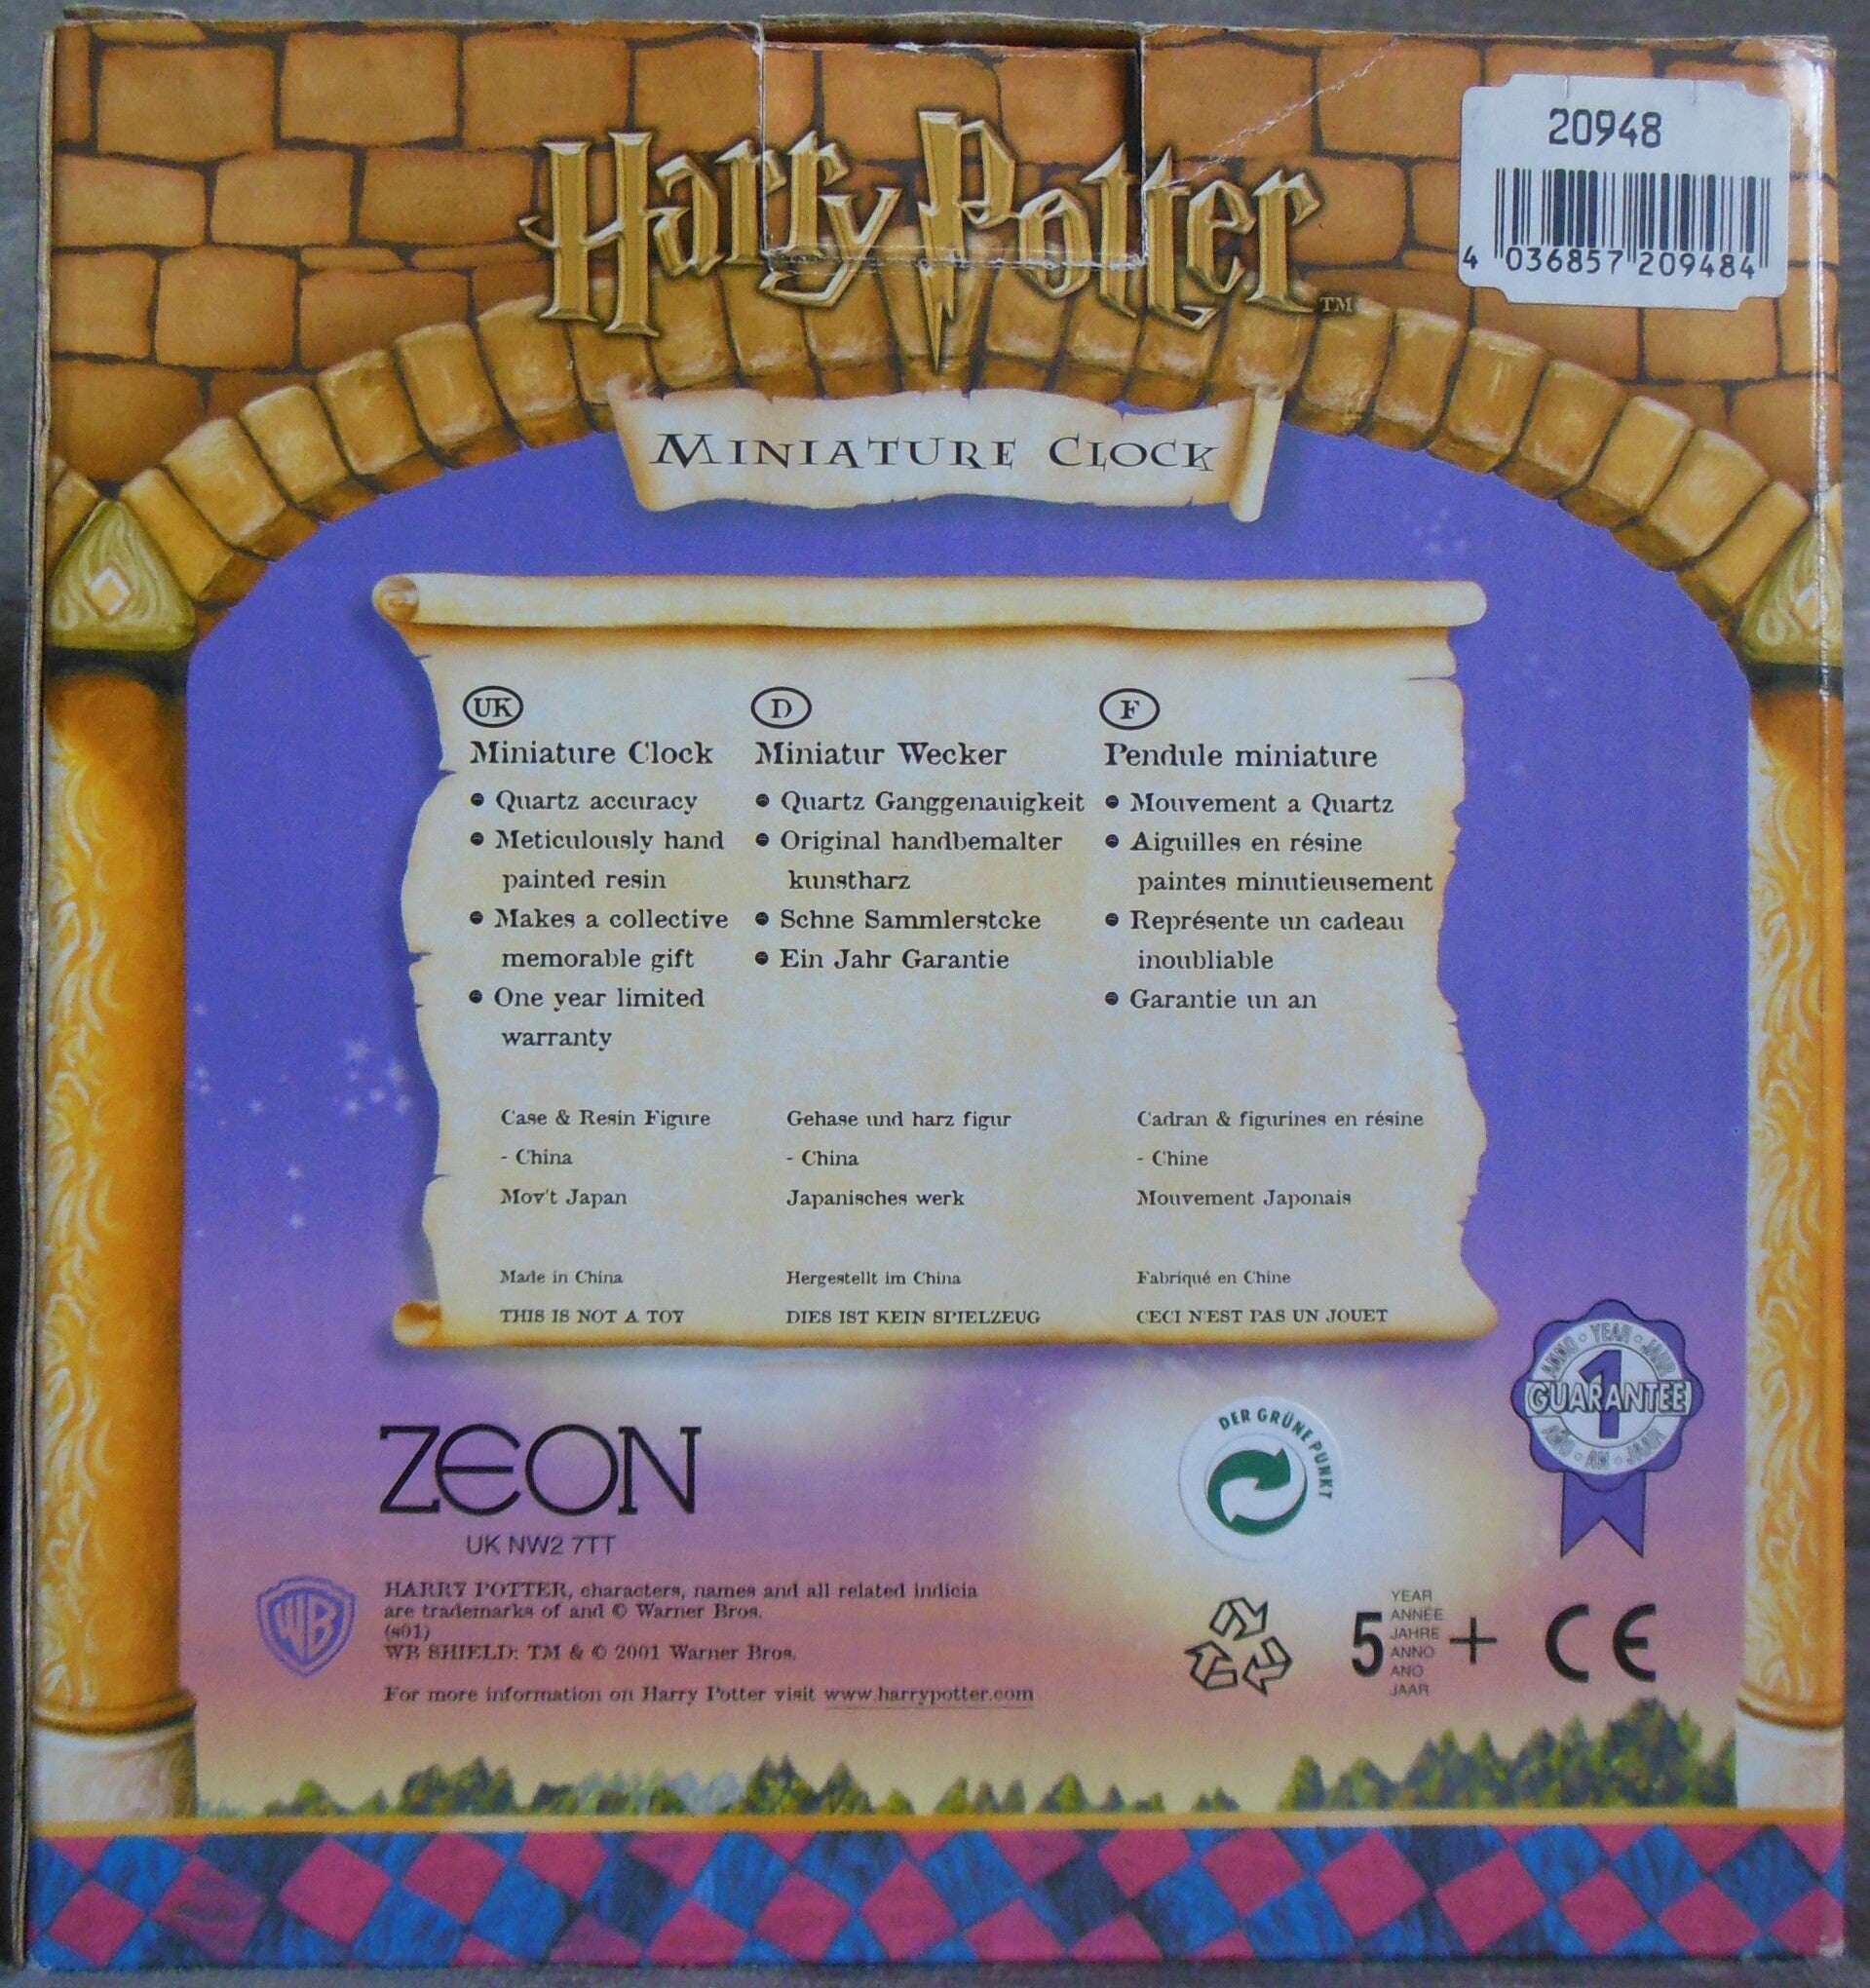 Harry Potter
TM
20948
4 036857 209484
MINIATURE CLOCK
UK
Miniature Clock
Quartz accuracy
Meticulously hand
painted resin
Makes a collective
memorable gift
One year limited
warranty
Case & Resin Figure
- China
Mov't Japan
Made in China
THIS IS NOT A TOY
D
Miniatur Wecker
Quartz Ganggenauigkeit
Original handbemalter
kunstharz
Schne Sammlerstcke
Ein Jahr Garantie
Gehase und harz figur
- China
Japanisches werk
Hergestellt im China
DIES IST KEIN SPIELZEUG
F
Pendule miniature
Mouvement a Quartz
Aiguilles en résine
paintes minutieusement
Représente un cadeau
inoubliable
Garantie un an
Cadran & figurines en résine
- Chine
Mouvement Japonais
Fabriqué en Chine
CECI N'EST PAS UN JOUET
ANNO • YEAR • JAHR
1
GUARANTEE
AÑO • AN • JAAR
ZEON
UK NW2 7TT
DER GRÜNE PUNKT
WB
HARRY POTTER, characters, names and all related indicia
are trademarks of and © Warner Bros.
(s01)
WB SHIELD: TM & © 2001 Warner Bros.
For more information on Harry Potter visit www.harrypotter.com
5
YEAR
ANNÉE
JAHRE
ANNO
ANO
JAAR
+
CE